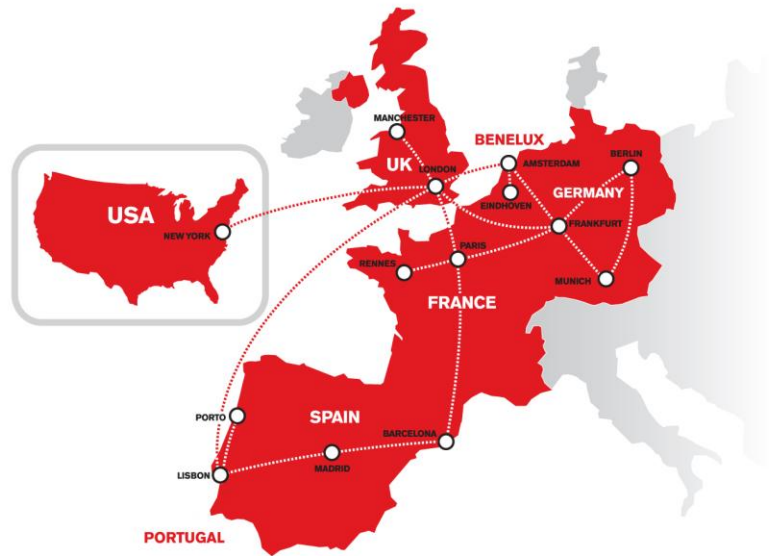 MANCHESTER
BENELUX
UK
LONDON
AMSTERDAM
BERLIN
EINDHOVEN
GERMANY
USA
NEW YORK
FRANKFURT
PARIS
RENNES
MUNICH
FRANCE
PORTO
SPAIN
BARCELONA
LISBON
MADRID
PORTUGAL